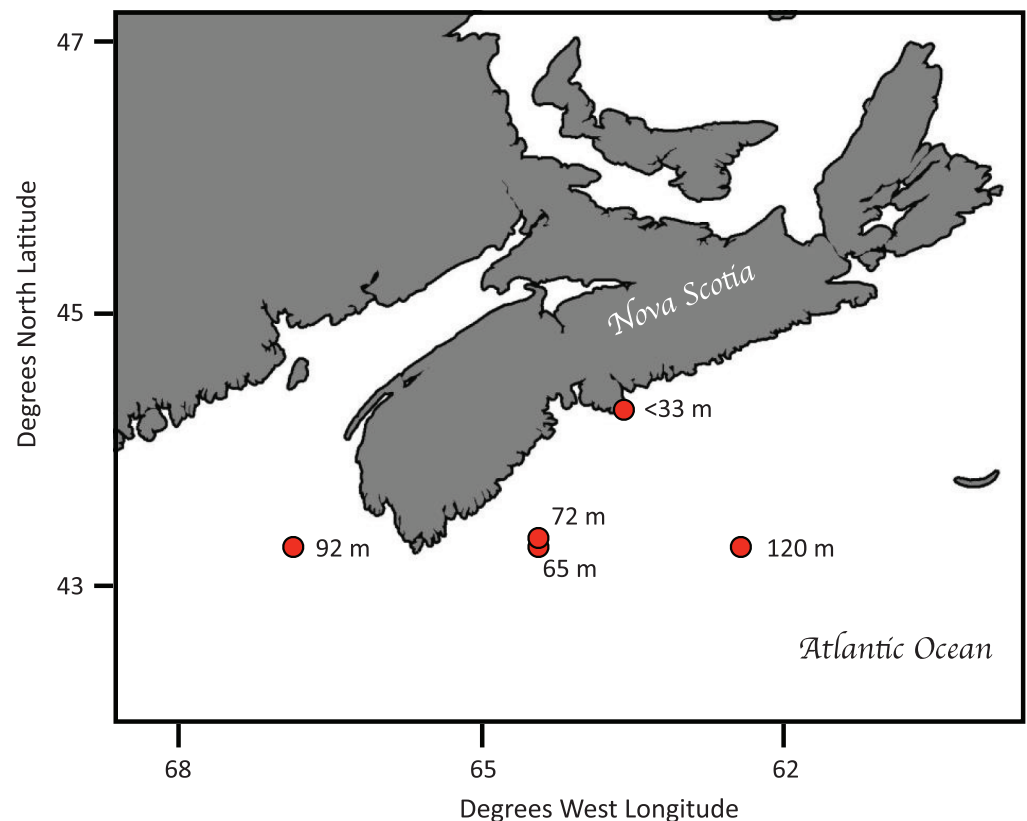 47
45
43
Degrees North Latitude
Nova Scotia
<33 m
72 m
92 m
65 m
120 m
Atlantic Ocean
68
65
62
Degrees West Longitude